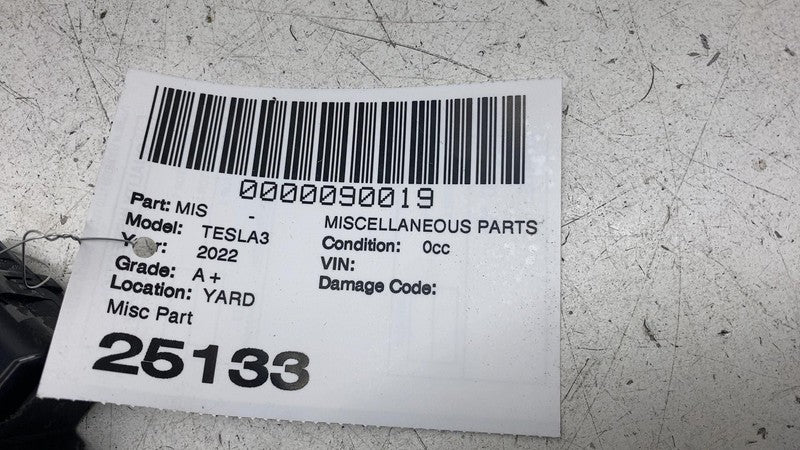 0000090019
Part: MIS - MISCELLANEOUS PARTS
Model: TESLA3 Condition: 0cc
Year: 2022 VIN:
Grade: A+ Damage Code:
Location: YARD
Misc Part
25133